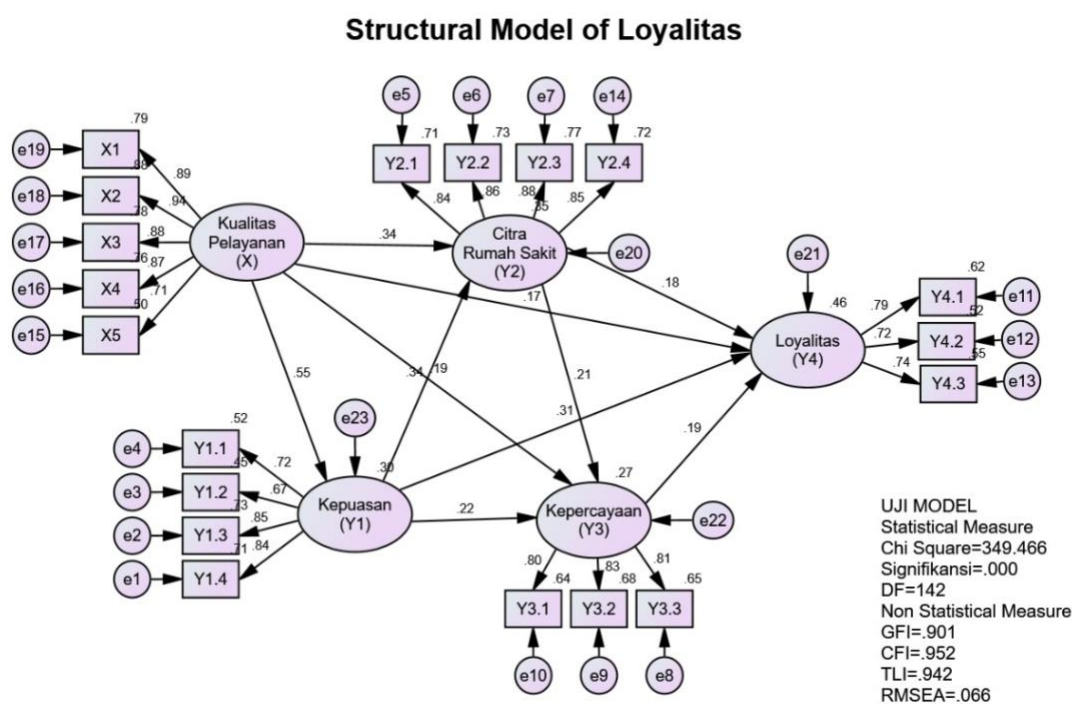 Structural Model of Loyalitas
e5 e6 e7 e14
.71 .73 .77 .72
Y2.1 Y2.2 Y2.3 Y2.4
.84 .86 .88 .85
.79
e19 X1 .89
.88
e18 X2 .94
.78
e17 X3 .88
.76
e16 X4 .87
.71
.50
e15 X5
Kualitas
Pelayanan
(X)
.34
Citra
Rumah Sakit
(Y2)
e20
.18
.17
e21
.46
Loyalitas
(Y4)
.62
.79 Y4.1 e11
.52
.72 Y4.2 e12
.55
.74 Y4.3 e13
.55
.34 .19
.21
.31
.19
e23
.52
e4 Y1.1 .72
.45
e3 Y1.2 .67
.73
e2 Y1.3 .85
.71 .84
e1 Y1.4
.30
Kepuasan
(Y1)
.22
.27
Kepercayaan
(Y3)
e22
.80 .83 .81
.64 .68 .65
Y3.1 Y3.2 Y3.3
e10 e9 e8
UJI MODEL
Statistical Measure
Chi Square=349.466
Signifikansi=.000
DF=142
Non Statistical Measure
GFI=.901
CFI=.952
TLI=.942
RMSEA=.066